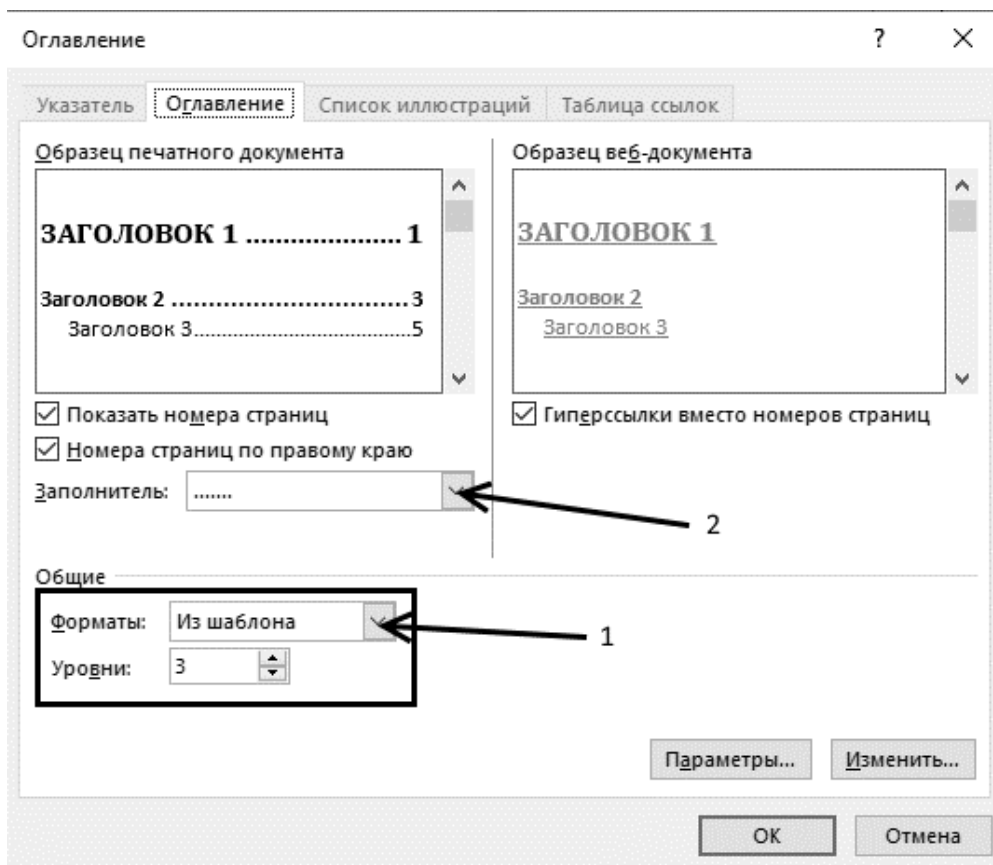 Оглавление ?
Указатель Оглавление Список иллюстраций Таблица ссылок
Образец печатного документа
ЗАГОЛОВОК 1 ..................... 1
Заголовок 2 .................................3
Заголовок 3.................................5
Показать номера страниц
Номера страниц по правому краю
Заполнитель: .......
2
Образец веб-документа
ЗАГОЛОВОК 1
Заголовок 2
Заголовок 3
Гиперссылки вместо номеров страниц
Общие
Форматы: Из шаблона
1
Уровни: 3
Параметры... Изменить...
ОК Отмена